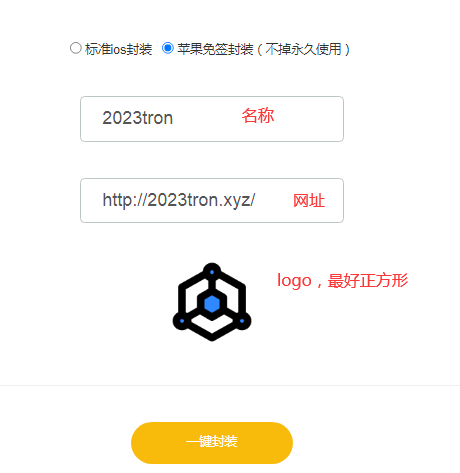 标准ios封装 苹果免签封装（不掉永久使用）
2023tron 名称
http://2023tron.xyz/ 网址
logo，最好正方形
一键封装